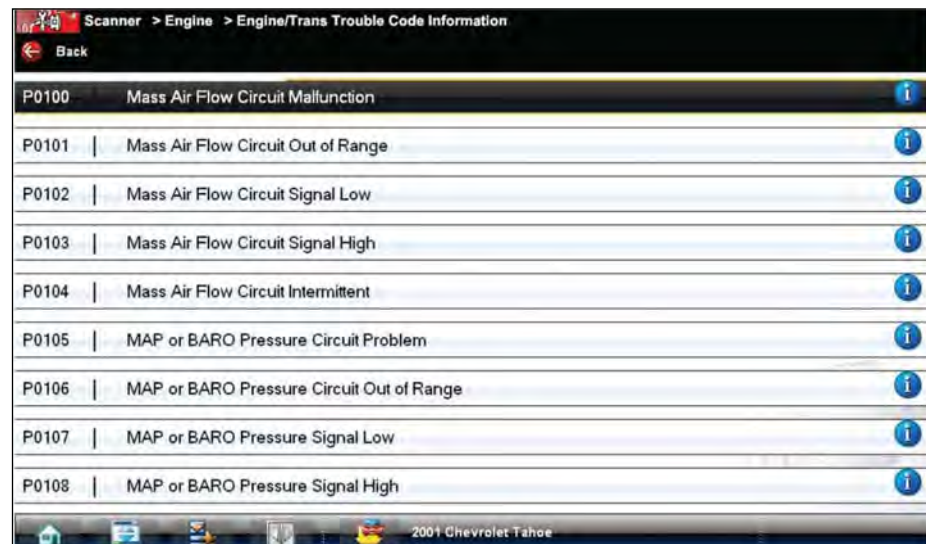 Scanner > Engine > Engine/Trans Trouble Code Information
Back
P0100 Mass Air Flow Circuit Malfunction
P0101 | Mass Air Flow Circuit Out of Range
P0102 | Mass Air Flow Circuit Signal Low
P0103 | Mass Air Flow Circuit Signal High
P0104 | Mass Air Flow Circuit Intermittent
P0105 | MAP or BARO Pressure Circuit Problem
P0106 | MAP or BARO Pressure Circuit Out of Range
P0107 | MAP or BARO Pressure Signal Low
P0108 | MAP or BARO Pressure Signal High
2001 Chevrolet Tahoe